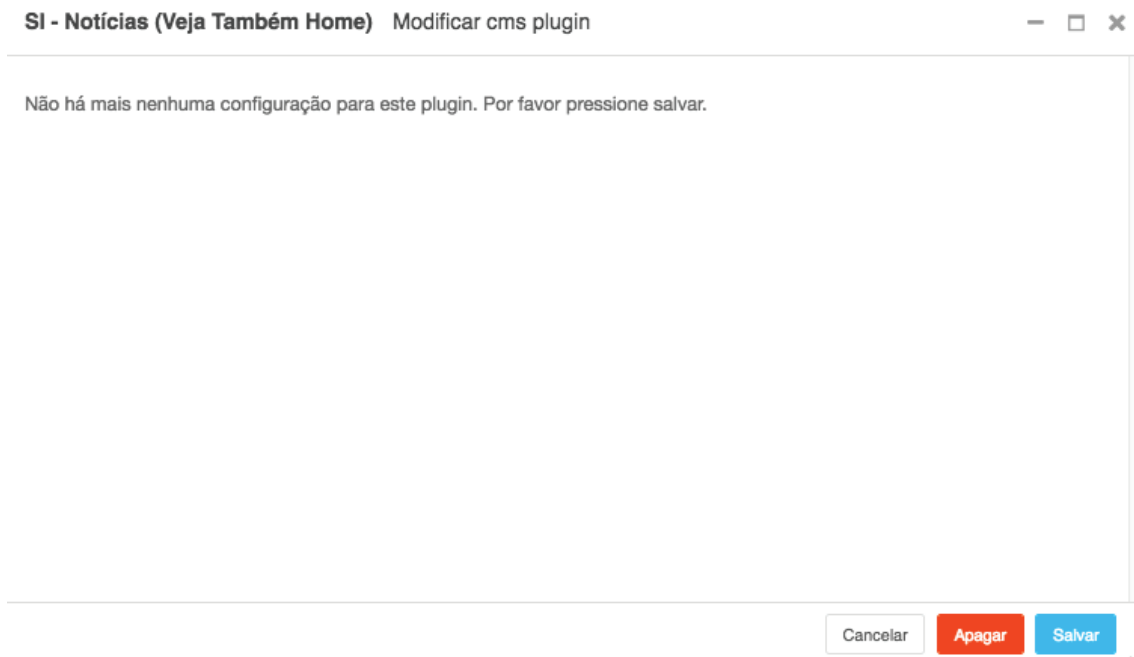 SI - Notícias (Veja Também Home) Modificar cms plugin
Não há mais nenhuma configuração para este plugin. Por favor pressione salvar.
Cancelar Apagar Salvar